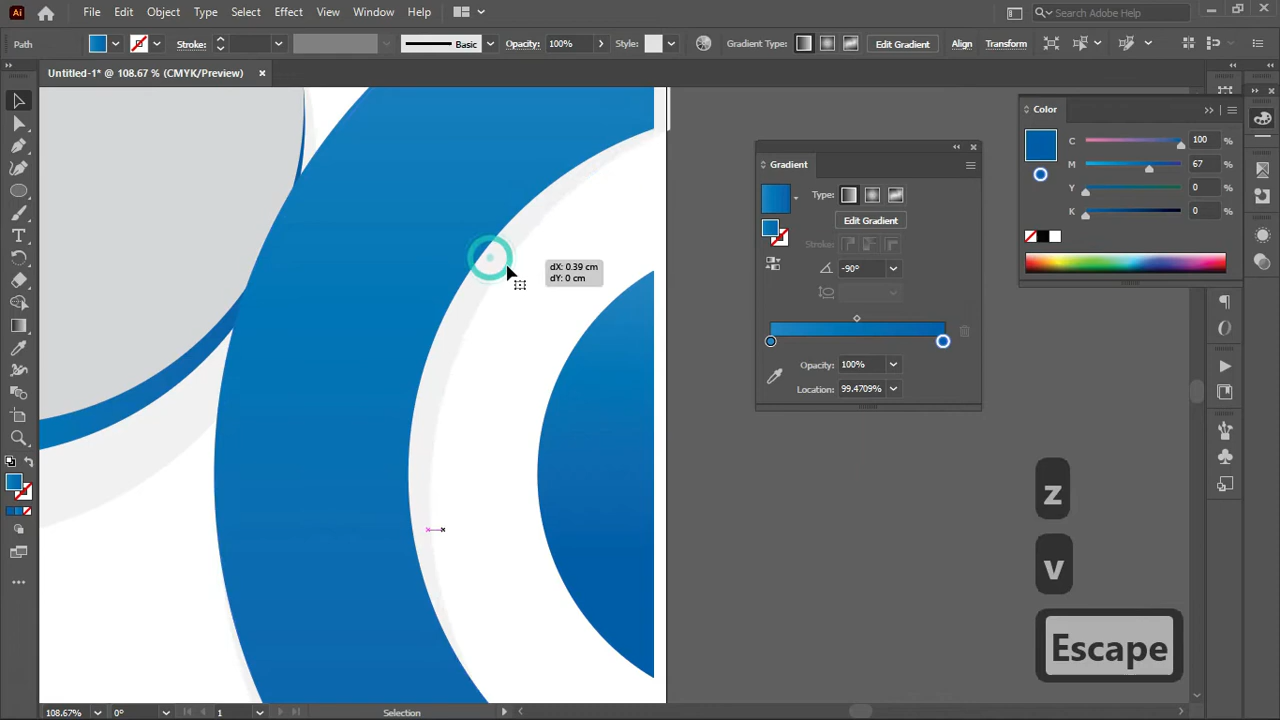 Ai File Edit Object Type Select Effect View Window Help Search Adobe Help
Path Stroke: Basic Opacity: 100% Style: Gradient Type: Edit Gradient Align Transform
Untitled-1* @ 108.67 % (CMYK/Preview)
Color
C 100 %
M 67 %
Y 0 %
K 0 %
Gradient
Type:
Edit Gradient
Stroke:
-90°
Opacity: 100%
Location: 99.4709%
dX: 0.39 cm
dY: 0 cm
z
v
Escape
108.67% 0° 1 Selection